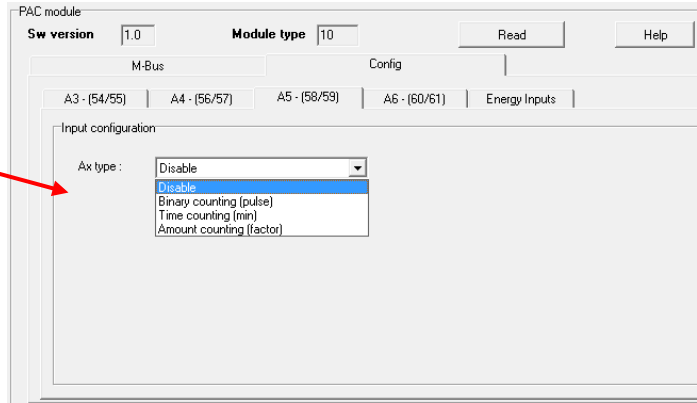 PAC module
Sw version 1.0 Module type 10 Read Help
M-Bus Config
A3 - (54/55) A4 - (56/57) A5 - (58/59) A6 - (60/61) Energy Inputs
Input configuration
Ax type : Disable
Disable
Binary counting (pulse)
Time counting (min)
Amount counting (factor)